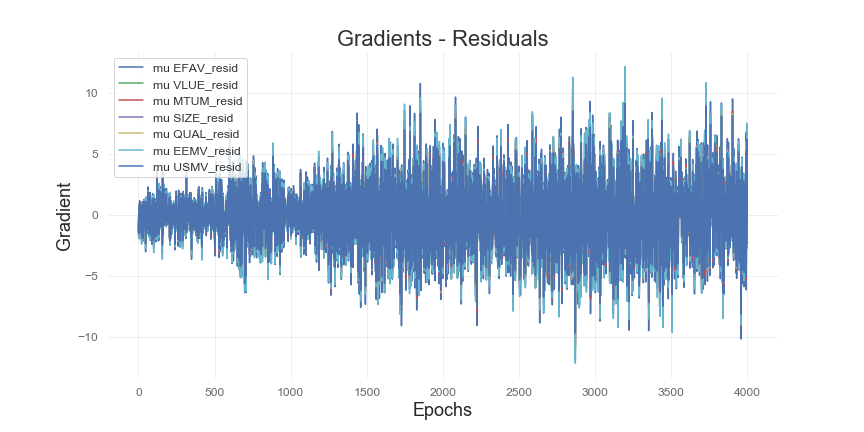 Gradients - Residuals
mu EFAV_resid
mu VLUE_resid
mu MTUM_resid
mu SIZE_resid
mu QUAL_resid
mu EEMV_resid
mu USMV_resid
Gradient
10
5
0
−5
−10
0 500 1000 1500 2000 2500 3000 3500 4000
Epochs